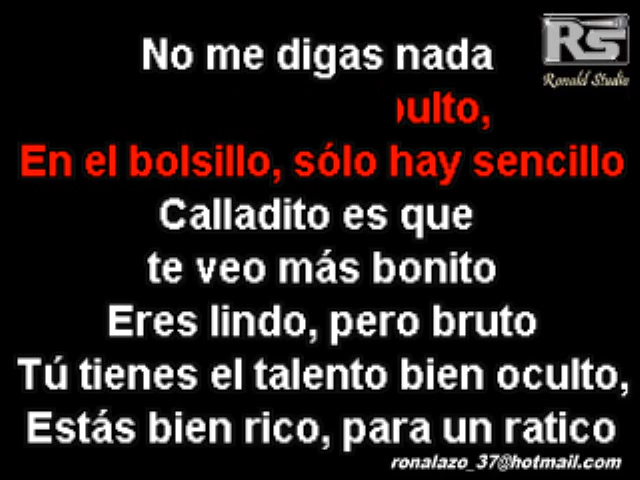 RS
Ronald Studio
No me digas nada
En el bolsillo, sólo hay sencillo
Calladito es que
te veo más bonito
Eres lindo, pero bruto
Tú tienes el talento bien oculto,
Estás bien rico, para un ratico
ronalazo_37@hotmail.com